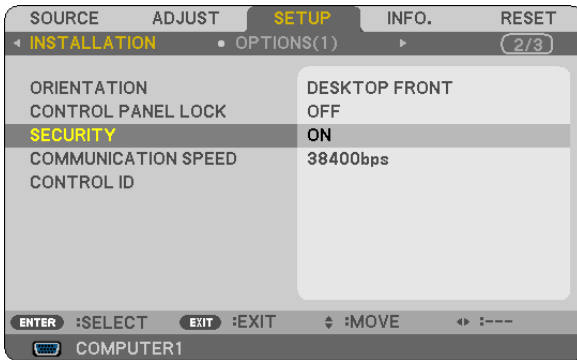 SOURCE ADJUST SETUP INFO. RESET
INSTALLATION • OPTIONS(1) 2/3
ORIENTATION DESKTOP FRONT
CONTROL PANEL LOCK OFF
SECURITY ON
COMMUNICATION SPEED 38400bps
CONTROL ID
ENTER :SELECT EXIT :EXIT :MOVE :---
COMPUTER1